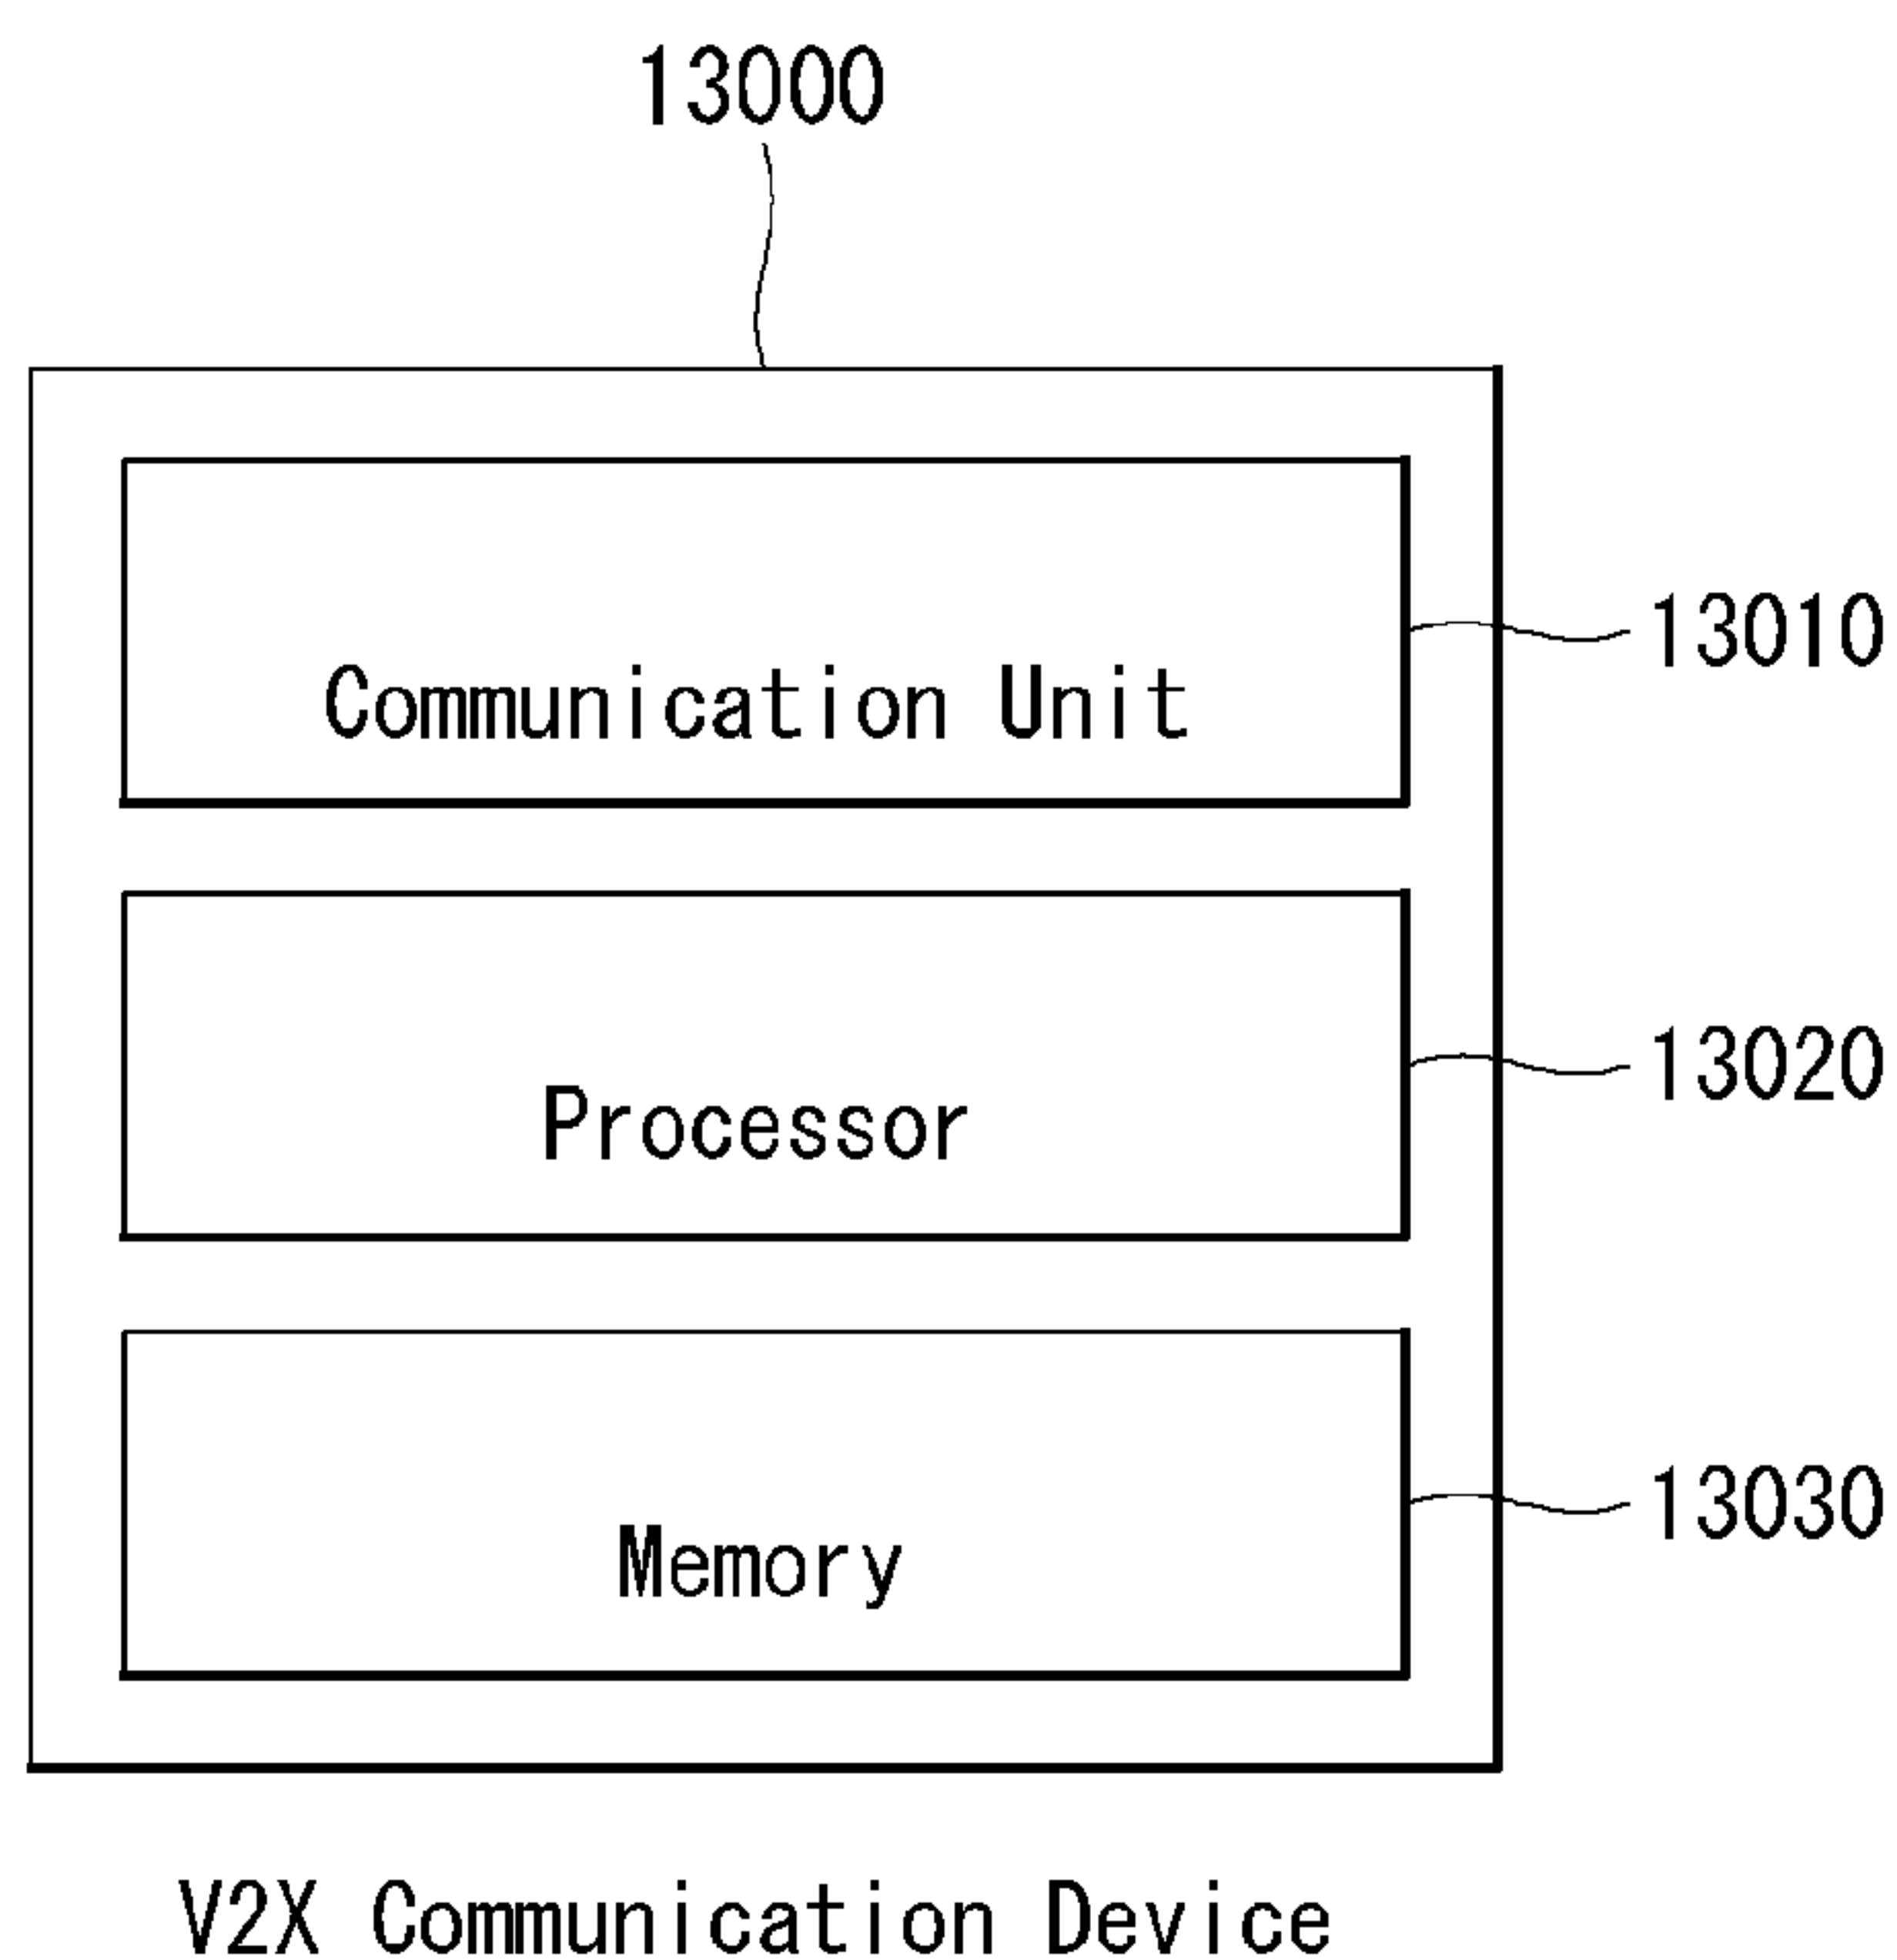 13000
Communication Unit
13010
Processor
13020
Memory
13030
V2X Communication Device